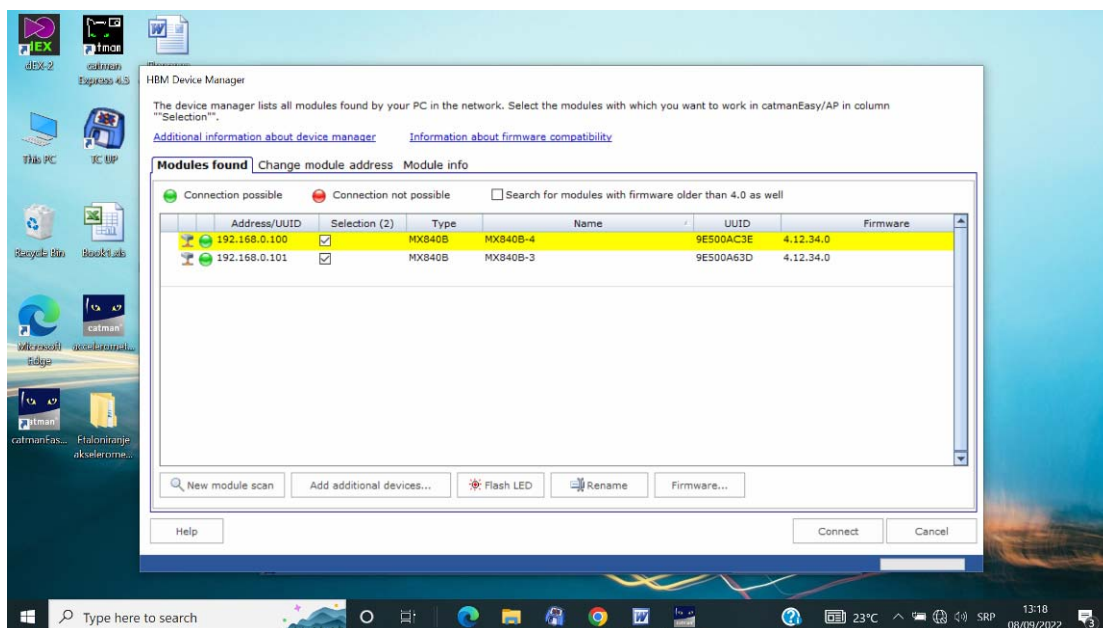 dEX-2
catman
Express 4.5
HBM Device Manager
The device manager lists all modules found by your PC in the network. Select the modules with which you want to work in catmanEasy/AP in column
""Selection"".
Additional information about device manager Information about firmware compatibility
This PC
TC UP
Modules found Change module address Module info
Connection possible Connection not possible Search for modules with firmware older than 4.0 as well
Address/UUID Selection (2) Type Name UUID Firmware
192.168.0.100 MX840B MX840B-4 9E500AC3E 4.12.34.0
192.168.0.101 MX840B MX840B-3 9E500A63D 4.12.34.0
Recycle Bin
Book1.xls
catman
Microsoft
Edge
catmanEas...
Etaloniranje
akselerome...
New module scan Add additional devices... Flash LED Rename Firmware...
Help Connect Cancel
Type here to search
23°C
SRP
13:18
08/09/2022
3